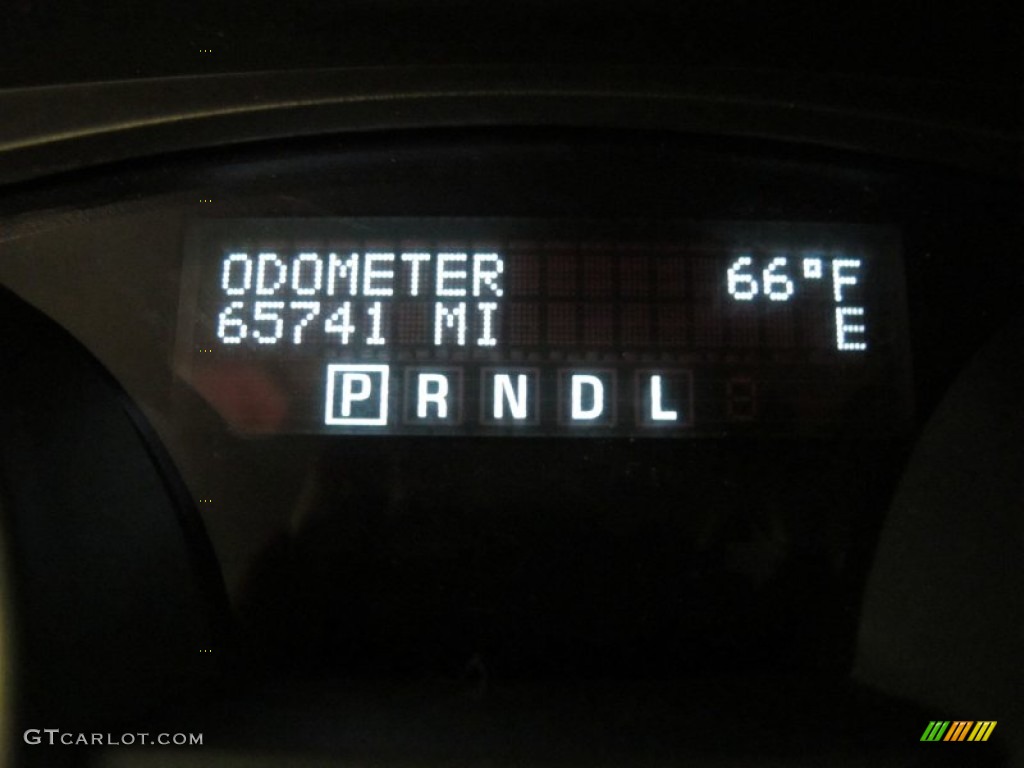 ODOMETER 66°F
65741 MI E
P R N D L
GTCARLOT.COM